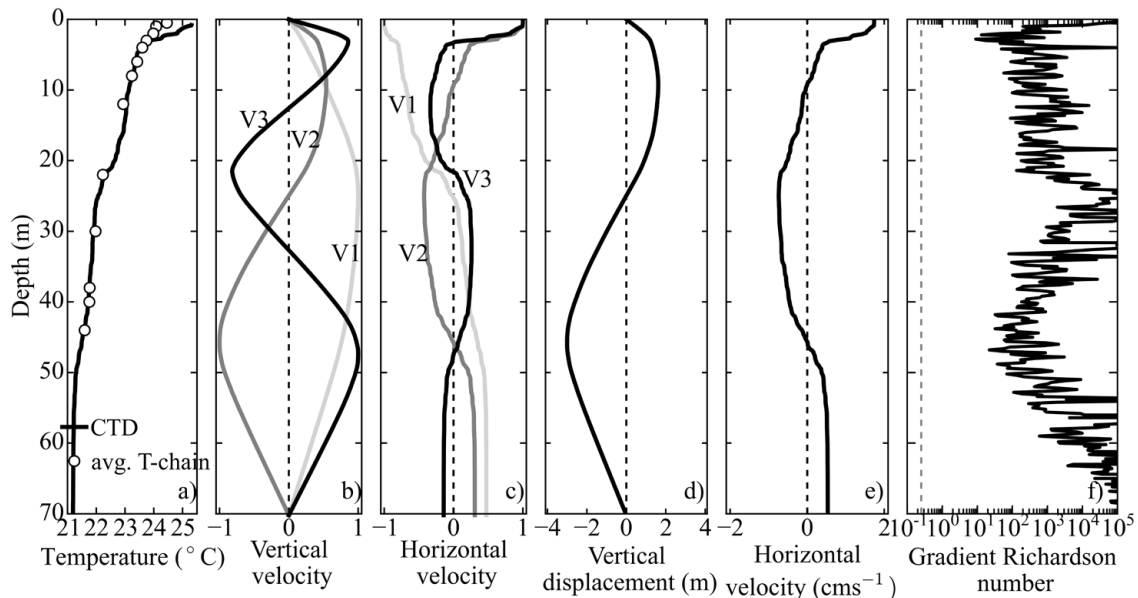 0
10
20
30
40
50
60
70
Depth (m)
CTD
avg. T-chain
a)
21 22 23 24 25
Temperature (°C)
V3
V2
V1
b)
−1 0 1
Vertical
velocity
V1
V3
V2
c)
−1 0 1
Horizontal
velocity
d)
−4 −2 0 2 4
Vertical
displacement (m)
e)
−2 0 2
Horizontal
velocity (cms⁻¹)
f)
10⁻¹ 10⁰ 10¹ 10² 10³ 10⁴ 10⁵
Gradient Richardson
number